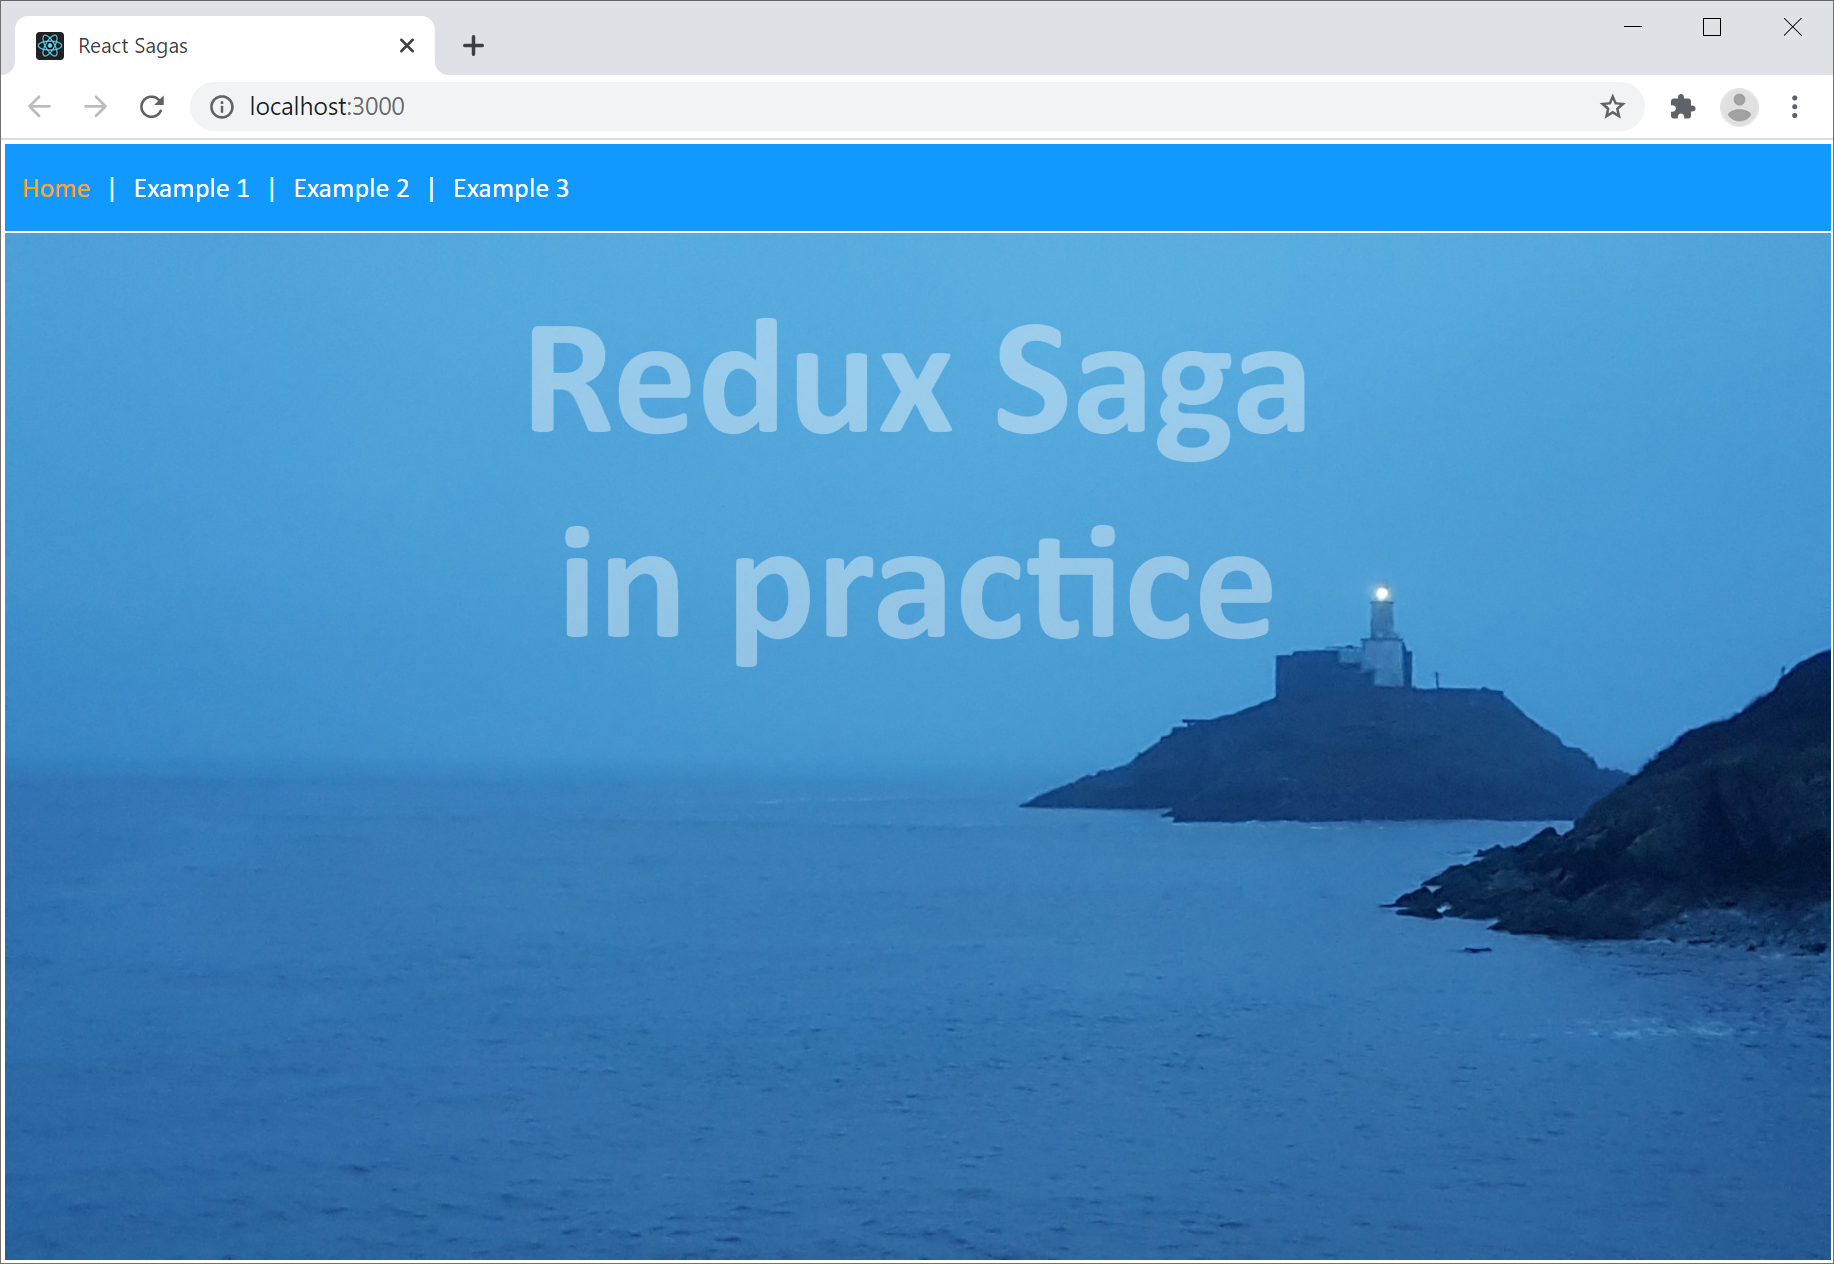 React Sagas
localhost:3000
Home | Example 1 | Example 2 | Example 3
Redux Saga
in practice